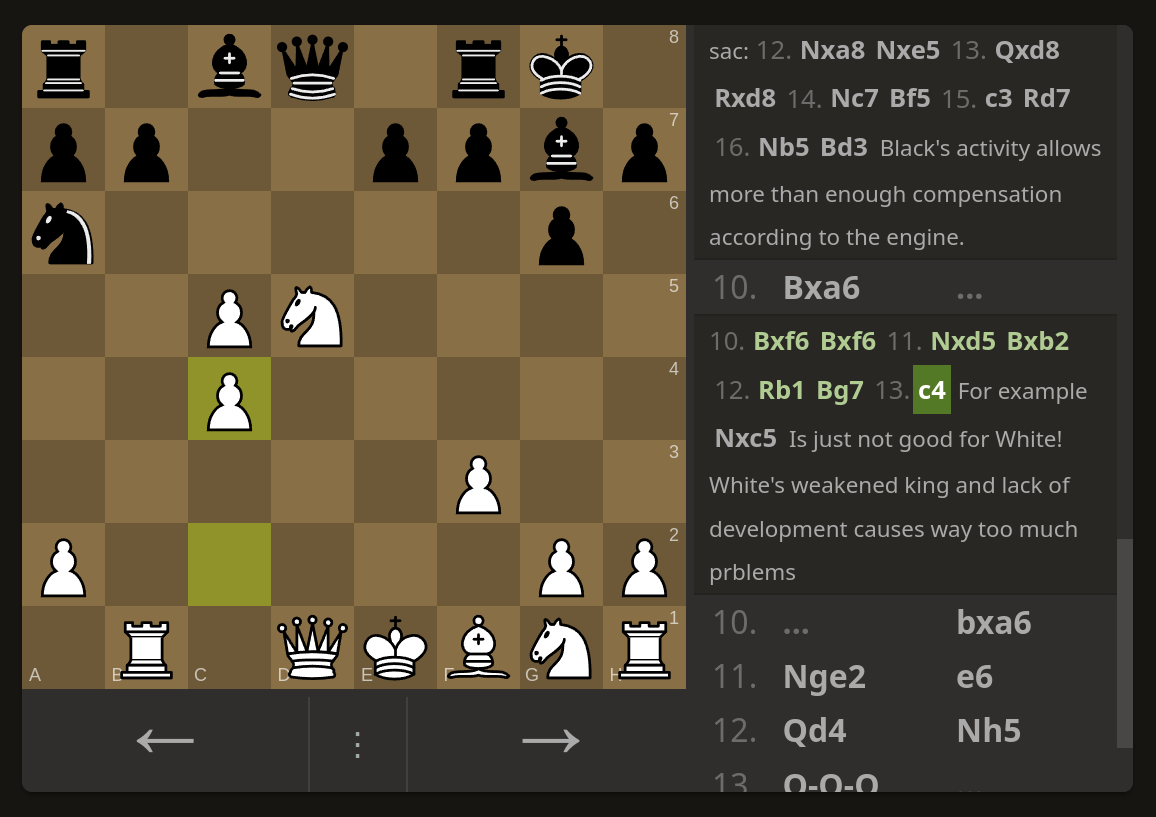 8
7
6
5
4
3
2
1
A
B
C
D
E
F
G
H
sac: 12. Nxa8 Nxe5 13. Qxd8
Rxd8 14. Nc7 Bf5 15. c3 Rd7
16. Nb5 Bd3 Black's activity allows
more than enough compensation
according to the engine.
10. Bxa6 ...
10. Bxf6 Bxf6 11. Nxd5 Bxb2
12. Rb1 Bg7 13. c4 For example
Nxc5 Is just not good for White!
White's weakened king and lack of
development causes way too much
prblems
10. ... bxa6
11. Nge2 e6
12. Qd4 Nh5
13. O-O-O ...